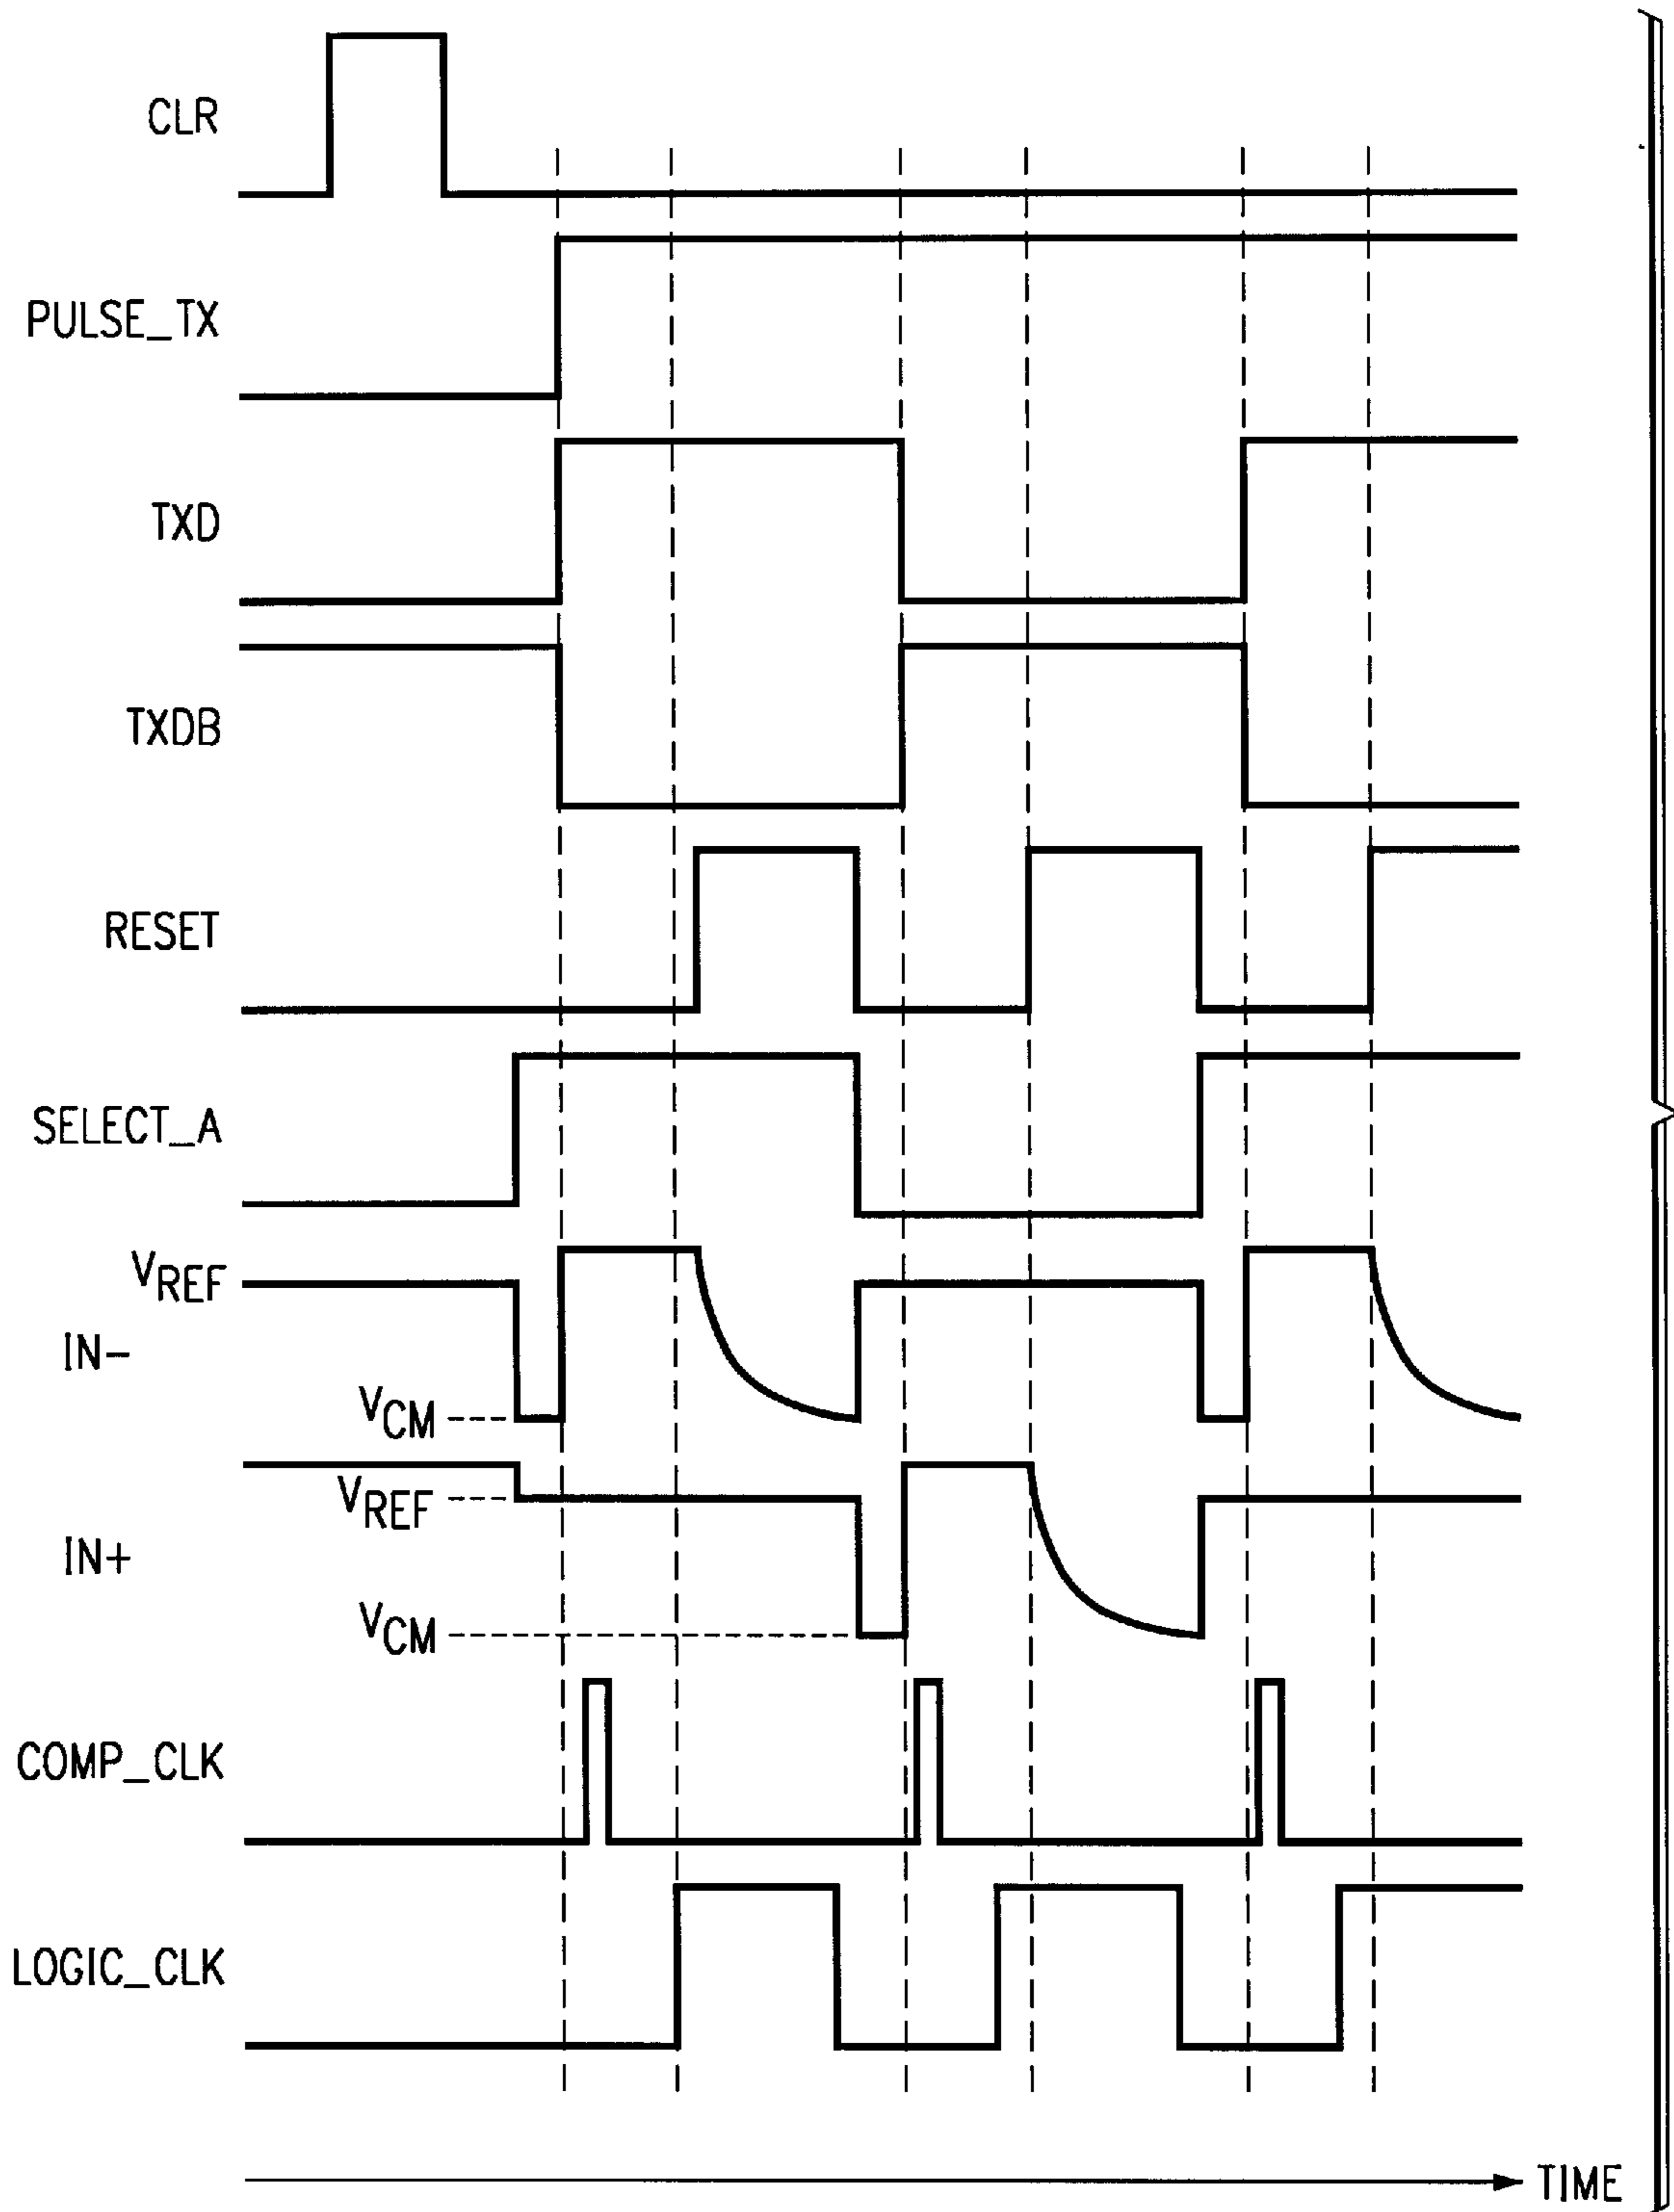 CLR
PULSE_TX
TXD
TXDB
RESET
SELECT_A
VREF
IN-
VCM
VREF
IN+
VCM
COMP_CLK
LOGIC_CLK
TIME